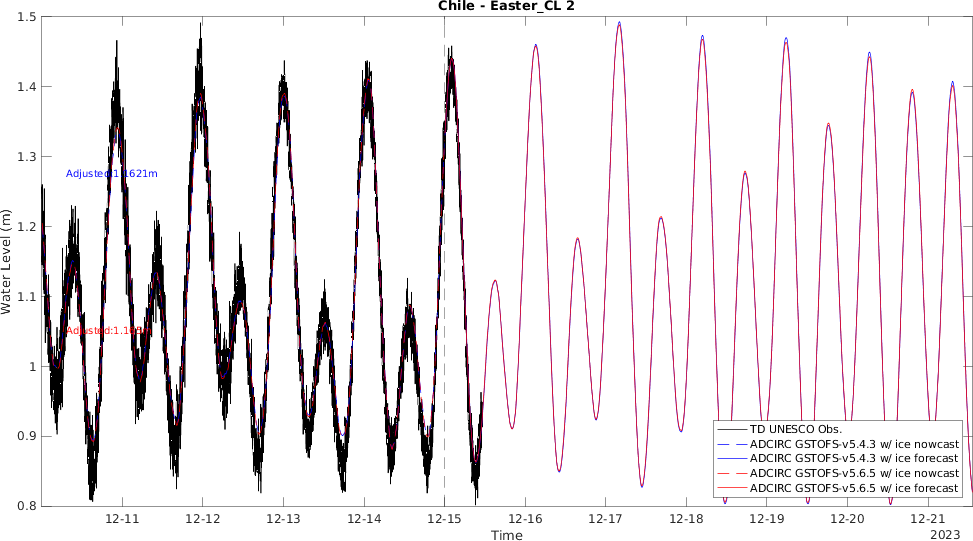 Chile - Easter_CL 2
Water Level (m)
1.5
1.4
1.3
1.2
1.1
1
0.9
0.8
Adjusted:1.1621m
12-11
12-12
12-13
12-14
12-15
12-16
12-17
12-18
12-19
12-20
12-21
Time
2023
TD UNESCO Obs.
ADCIRC GSTOFS-v5.4.3 w/ ice nowcast
ADCIRC GSTOFS-v5.4.3 w/ ice forecast
ADCIRC GSTOFS-v5.6.5 w/ ice nowcast
ADCIRC GSTOFS-v5.6.5 w/ ice forecast